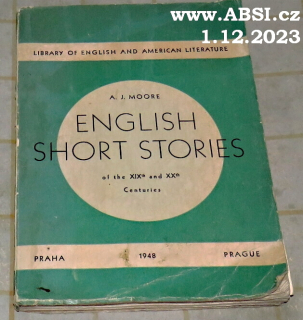 www.ABSI.cz
1.12.2023
LIBRARY OF ENGLISH AND AMERICAN LITERATURE
A. J. MOORE
ENGLISH
SHORT STORIES
of the XIXth and XXth
Centuries
PRAHA 1948 PRAGUE